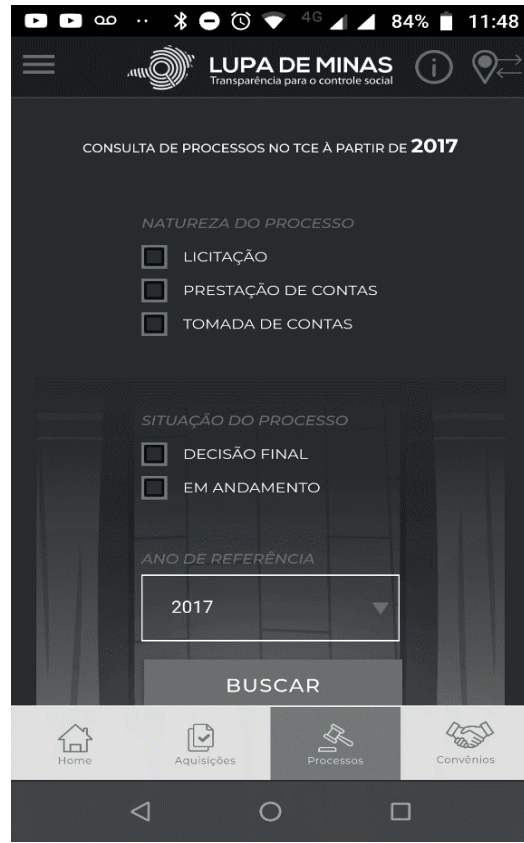 4G 84% 11:48
LUPA DE MINAS
Transparência para o controle social
CONSULTA DE PROCESSOS NO TCE À PARTIR DE 2017
NATUREZA DO PROCESSO
LICITAÇÃO
PRESTAÇÃO DE CONTAS
TOMADA DE CONTAS
SITUAÇÃO DO PROCESSO
DECISÃO FINAL
EM ANDAMENTO
ANO DE REFERÊNCIA
2017
BUSCAR
Home Aquisições Processos Convênios